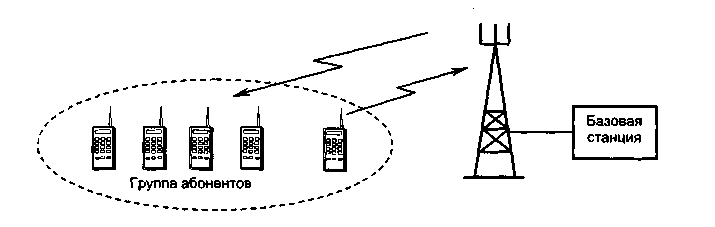 Базовая
станция
Группа абонентов